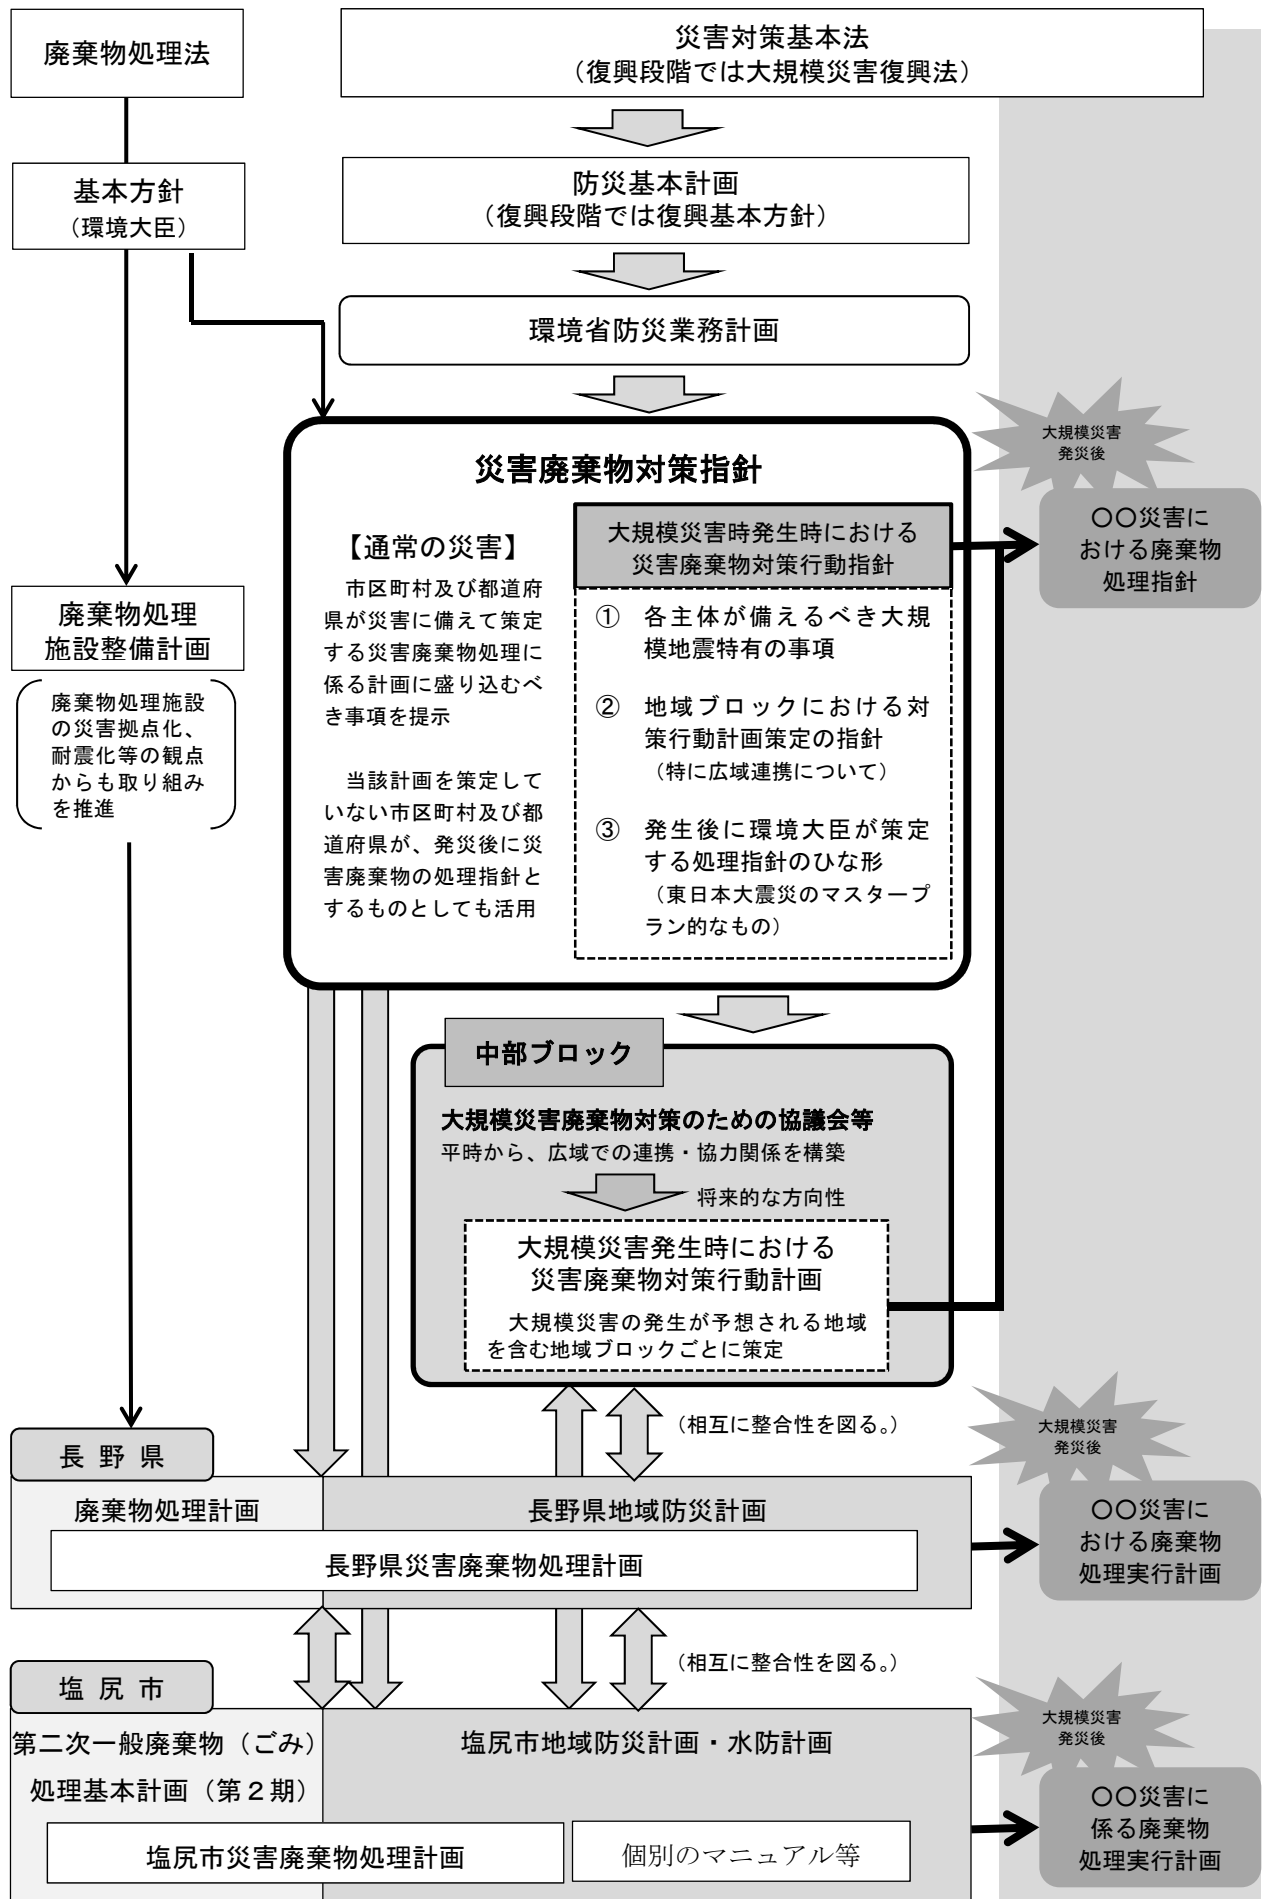 廃棄物処理法
災害対策基本法
（復興段階では大規模災害復興法）
基本方針
（環境大臣）
防災基本計画
（復興段階では復興基本方針）
環境省防災業務計画
大規模災害
発災後
災害廃棄物対策指針
【通常の災害】
市区町村及び都道府
県が災害に備えて策定
する災害廃棄物処理に
係る計画に盛り込むべ
き事項を提示
当該計画を策定して
いない市区町村及び都
道府県が、発災後に災
害廃棄物の処理指針と
するものとしても活用
大規模災害時発生時における
災害廃棄物対策行動指針
① 各主体が備えるべき大規
模地震特有の事項
② 地域ブロックにおける対
策行動計画策定の指針
（特に広域連携について）
③ 発生後に環境大臣が策定
する処理指針のひな形
（東日本大震災のマスタープ
ラン的なもの）
〇〇災害に
おける廃棄物
処理指針
廃棄物処理
施設整備計画
廃棄物処理施設
の災害拠点化、
耐震化等の観点
からも取り組み
を推進
中部ブロック
大規模災害廃棄物対策のための協議会等
平時から、広域での連携・協力関係を構築
将来的な方向性
大規模災害発生時における
災害廃棄物対策行動計画
大規模災害の発生が予想される地域
を含む地域ブロックごとに策定
（相互に整合性を図る。）
大規模災害
発災後
長野県
廃棄物処理計画
長野県地域防災計画
長野県災害廃棄物処理計画
〇〇災害に
おける廃棄物
処理実行計画
（相互に整合性を図る。）
大規模災害
発災後
塩尻市
第二次一般廃棄物（ごみ）
処理基本計画（第２期）
塩尻市地域防災計画・水防計画
塩尻市災害廃棄物処理計画
個別のマニュアル等
〇〇災害に
係る廃棄物
処理実行計画